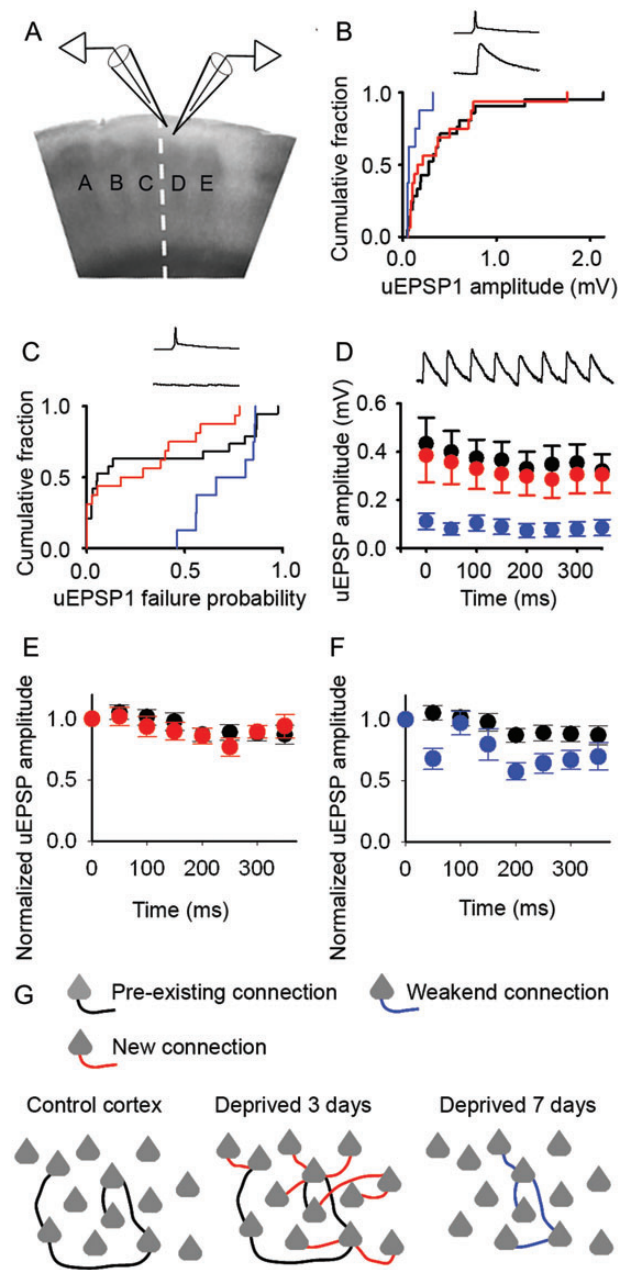 A
A B C D E
B
Cumulative fraction
1.0
0.5
0.0
0.0 1.0 2.0
uEPSP1 amplitude (mV)
C
Cumulative fraction
1.0
0.5
0.0
0.0 0.5 1.0
uEPSP1 failure probability
D
uEPSP amplitude (mV)
0.6
0.4
0.2
0.0
0 100 200 300
Time (ms)
E
Normalized uEPSP amplitude
1.0
0.5
0.0
0 100 200 300
Time (ms)
F
Normalized uEPSP amplitude
1.0
0.5
0.0
0 100 200 300
Time (ms)
G
Pre-existing connection
Weakend connection
New connection
Control cortex
Deprived 3 days
Deprived 7 days